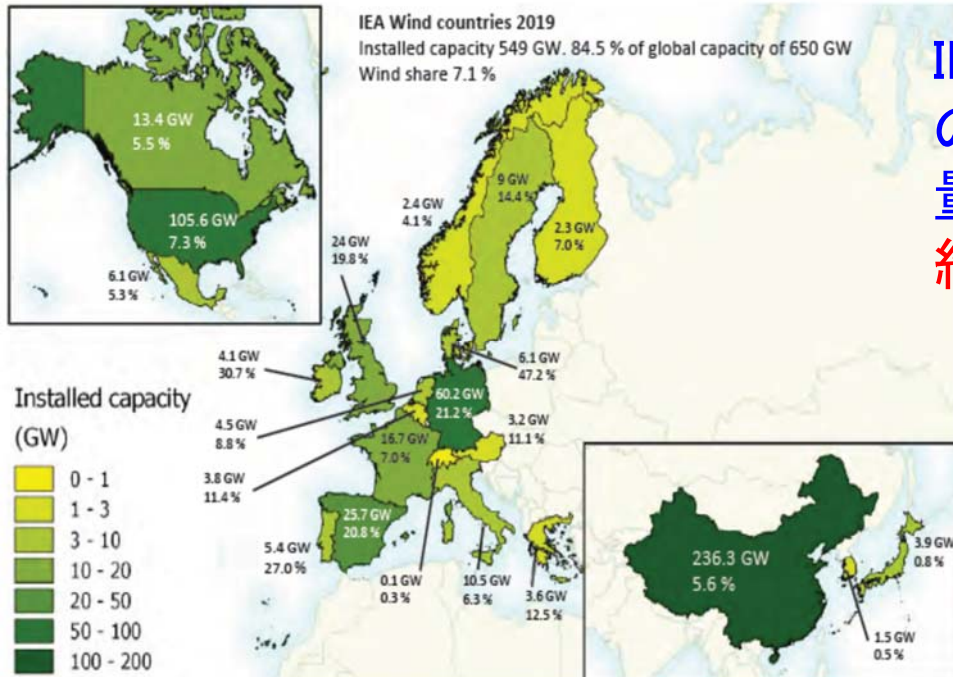 IEA Wind countries 2019
Installed capacity 549 GW. 84.5 % of global capacity of 650 GW
Wind share 7.1 %
13.4 GW
5.5 %
105.6 GW
7.3 %
6.1 GW
5.3 %
24 GW
19.8 %
2.4 GW
4.1 %
9 GW
14.4 %
2.3 GW
7.0 %
4.1 GW
30.7 %
6.1 GW
47.2 %
4.5 GW
8.8 %
60.2 GW
21.2 %
3.2 GW
11.1 %
3.8 GW
11.4 %
16.7 GW
7.0 %
25.7 GW
20.8 %
5.4 GW
27.0 %
0.1 GW
0.3 %
10.5 GW
6.3 %
3.6 GW
12.5 %
236.3 GW
5.6 %
3.9 GW
0.8 %
1.5 GW
0.5 %
Installed capacity
(GW)
0 - 1
1 - 3
3 - 10
10 - 20
20 - 50
50 - 100
100 - 200
の
量